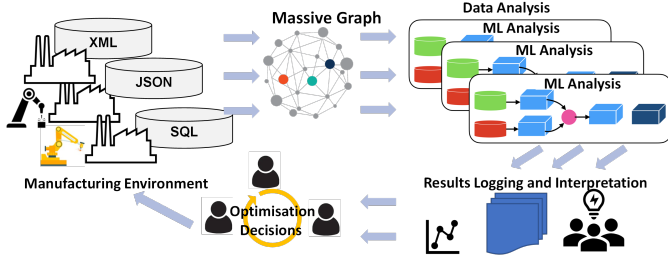 XML
JSON
SQL
Manufacturing Environment
Massive Graph
Data Analysis
ML Analysis
ML Analysis
ML Analysis
Results Logging and Interpretation
Optimisation
Decisions